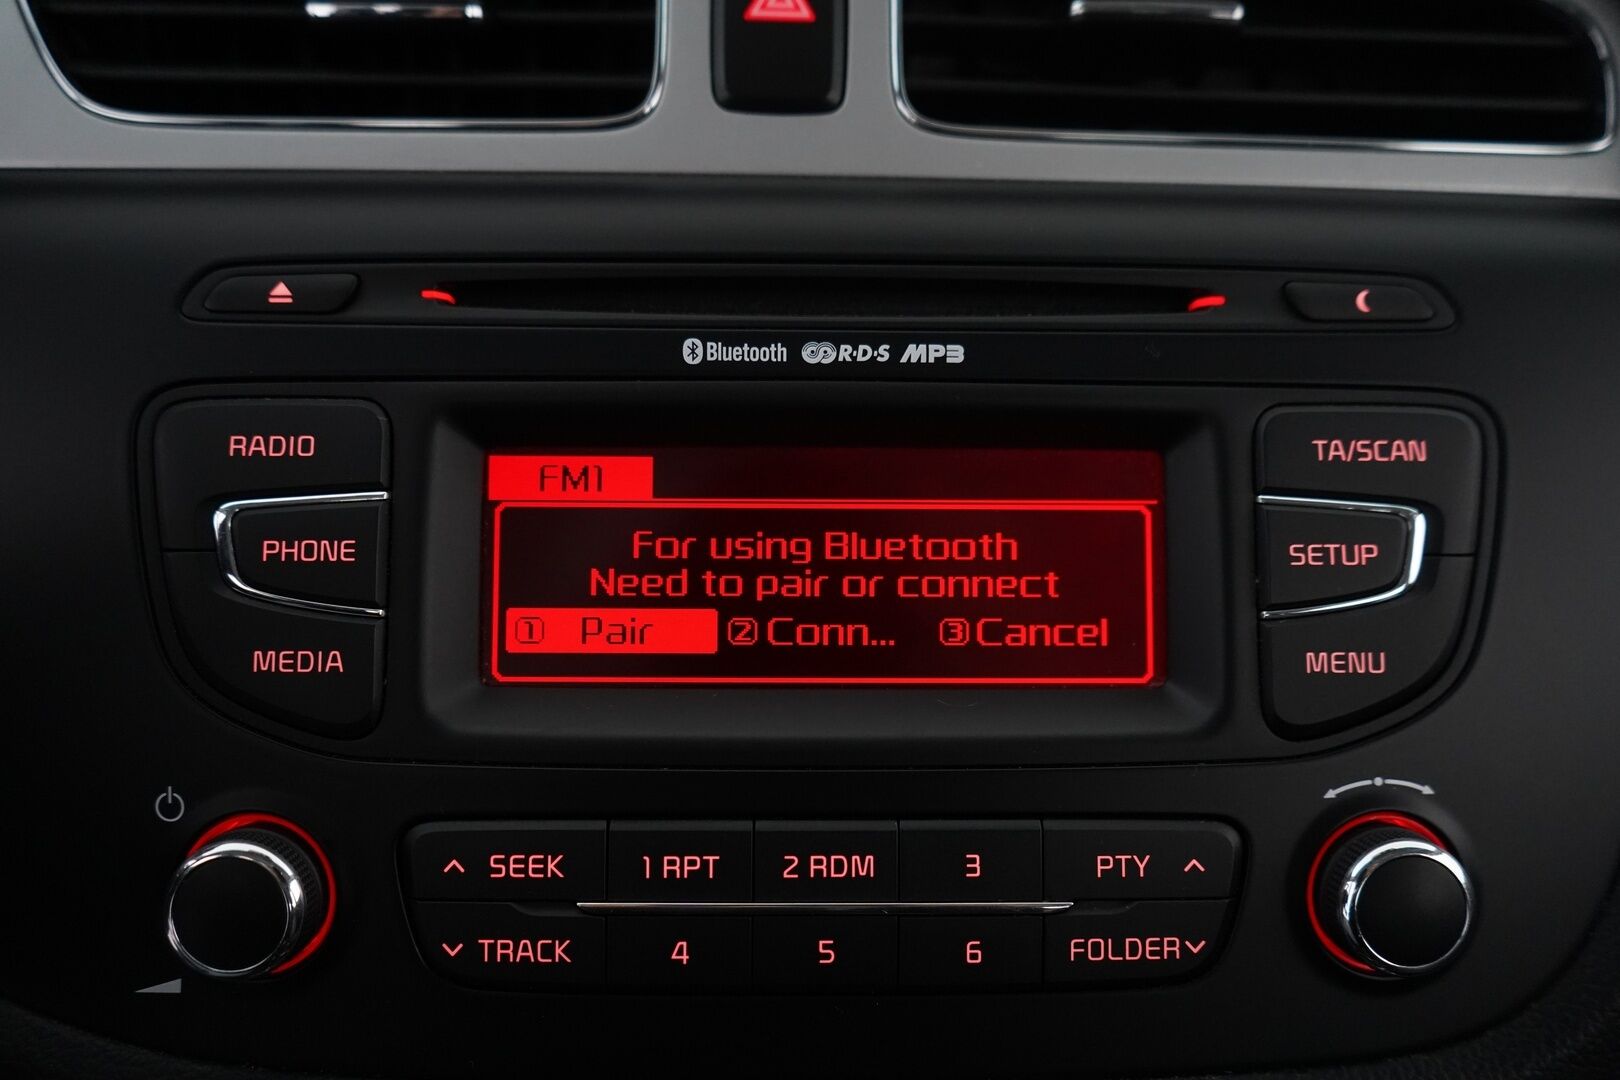 Bluetooth R·D·S MP3
RADIO
PHONE
MEDIA
FM1
For using Bluetooth
Need to pair or connect
① Pair ② Conn... ③ Cancel
TA/SCAN
SETUP
MENU
SEEK 1 RPT 2 RDM 3 PTY
TRACK 4 5 6 FOLDER